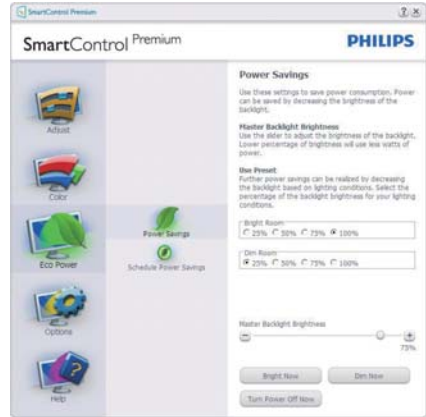 SmartControl Premium
SmartControl Premium
PHILIPS
Adjust
Color
Eco Power
Options
Help
Power Savings
Schedule Power Savings
Power Savings
Use these settings to save power consumption. Power
can be saved by decreasing the brightness of the
backlight.
Master Backlight Brightness
Use the slider to adjust the brightness of the backlight.
Lower percentage of brightness will use less watts of
power.
Use Preset
Further power savings can be realized by decreasing
the backlight based on lighting conditions. Select the
percentage of the backlight brightness for your lighting
conditions.
Bright Room
25% 50% 75% 100%
Dim Room
25% 50% 75% 100%
Master Backlight Brightness
75%
Bright Now Dim Now
Turn Power Off Now